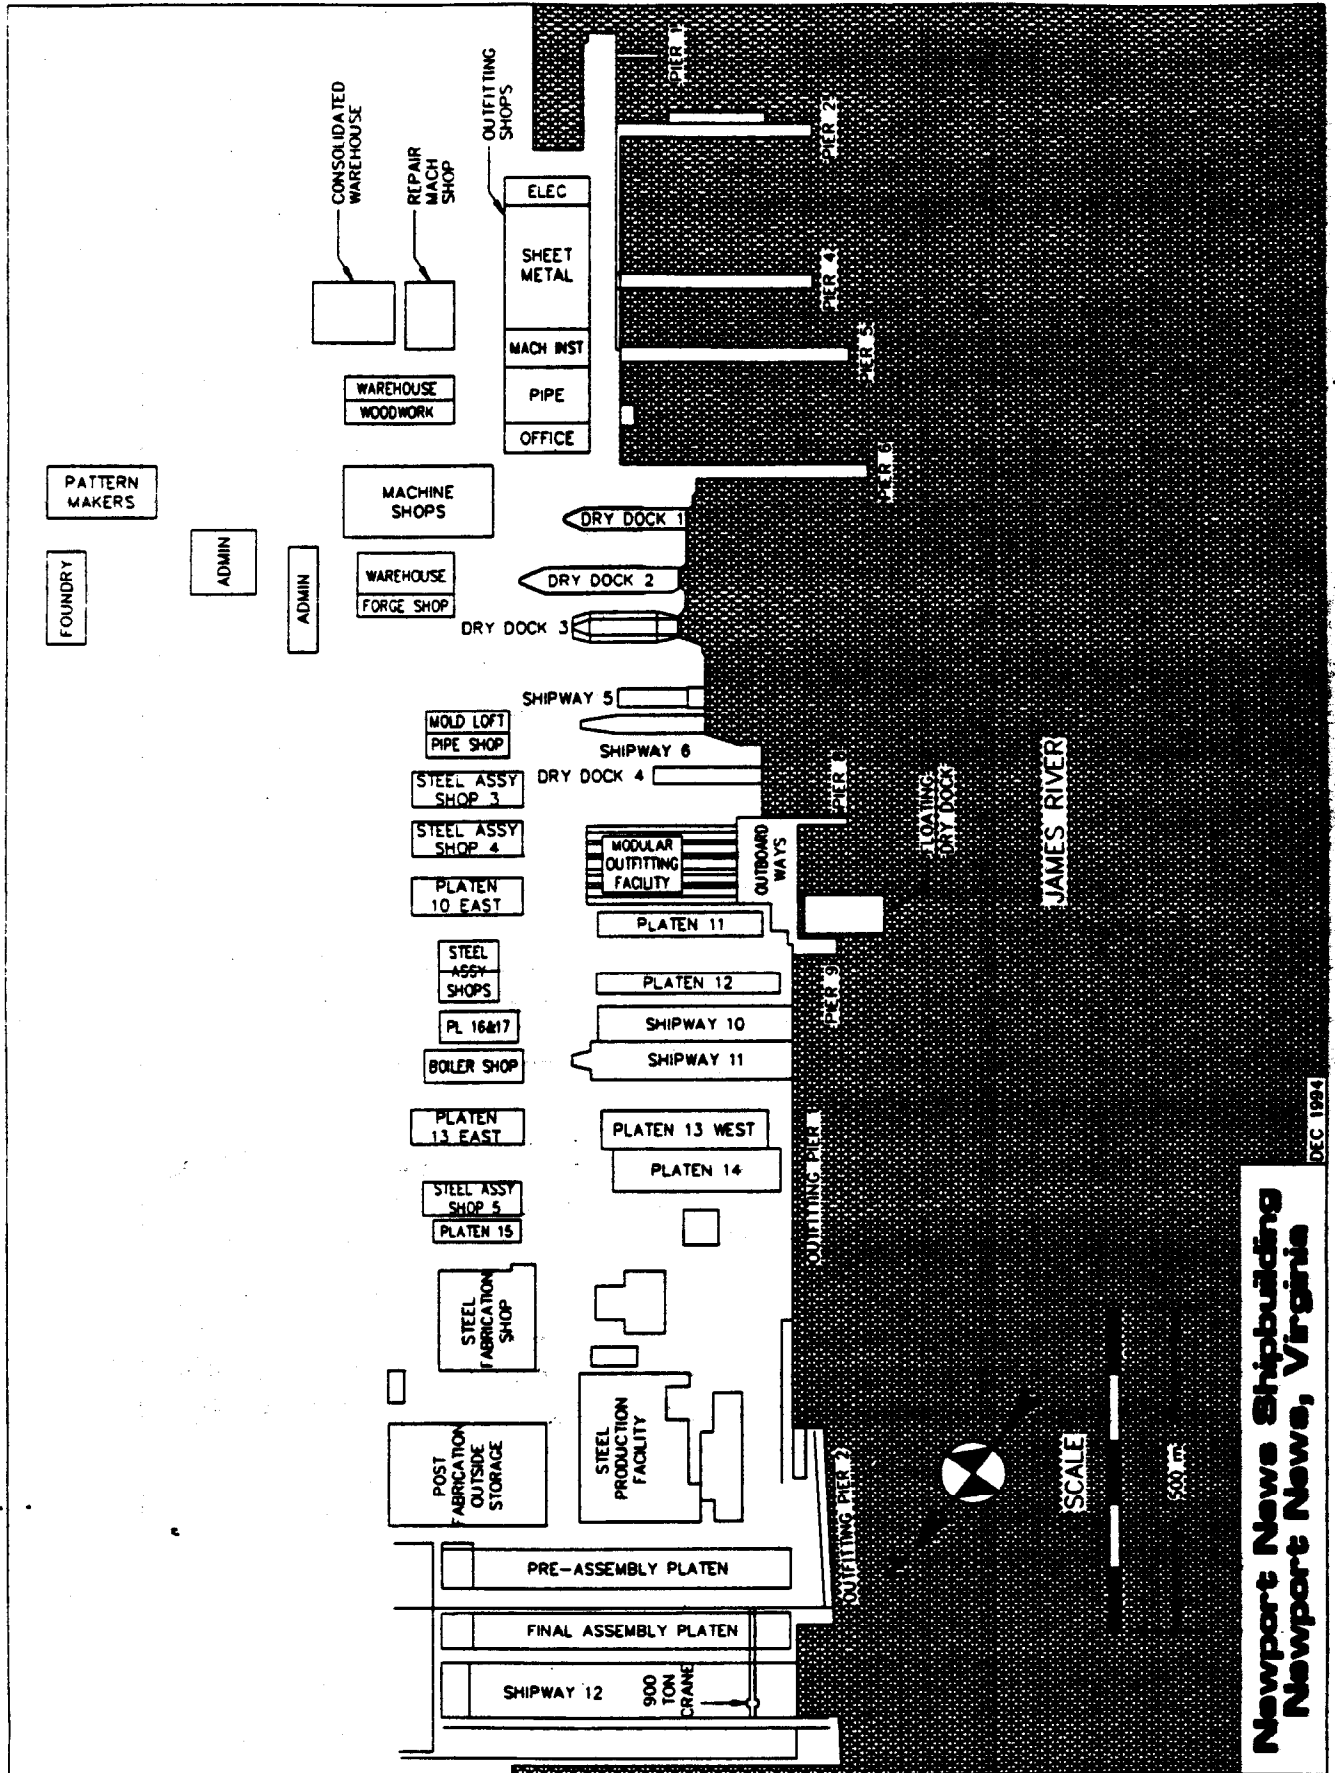 PIER 1
CONSOLIDATED
WAREHOUSE
REPAIR
MACH
SHOP
OUTFITTING
SHOPS
PIER 2
ELEC
SHEET
METAL
PIER 4
MACH INST
PIER 5
WAREHOUSE
WOODWORK
PIPE
OFFICE
PIER 6
PATTERN
MAKERS
MACHINE
SHOPS
DRY DOCK 1
FOUNDRY
ADMIN
ADMIN
WAREHOUSE
FORGE SHOP
DRY DOCK 2
DRY DOCK 3
SHIPWAY 5
MOLD LOFT
PIPE SHOP
SHIPWAY 6
DRY DOCK 4
STEEL ASSY
SHOP 3
PIER 8
FLOATING
DRY DOCK
JAMES RIVER
STEEL ASSY
SHOP 4
MODULAR
OUTFITTING
FACILITY
OUTBOARD
WAYS
PLATEN
10 EAST
PLATEN 11
STEEL
ASSY
SHOPS
PLATEN 12
PIER 9
PL 16&17
SHIPWAY 10
BOILER SHOP
SHIPWAY 11
PLATEN
13 EAST
PLATEN 13 WEST
PLATEN 14
OUTFITTING PIER 1
STEEL ASSY
SHOP 5
PLATEN 15
STEEL
FABRICATION
SHOP
POST
FABRICATION
OUTSIDE
STORAGE
STEEL
PRODUCTION
FACILITY
OUTFITTING PIER 2
SCALE
500 m
PRE-ASSEMBLY PLATEN
FINAL ASSEMBLY PLATEN
SHIPWAY 12
900
TON
CRANE
DEC 1994
Newport News Shipbuilding
Newport News, Virginia